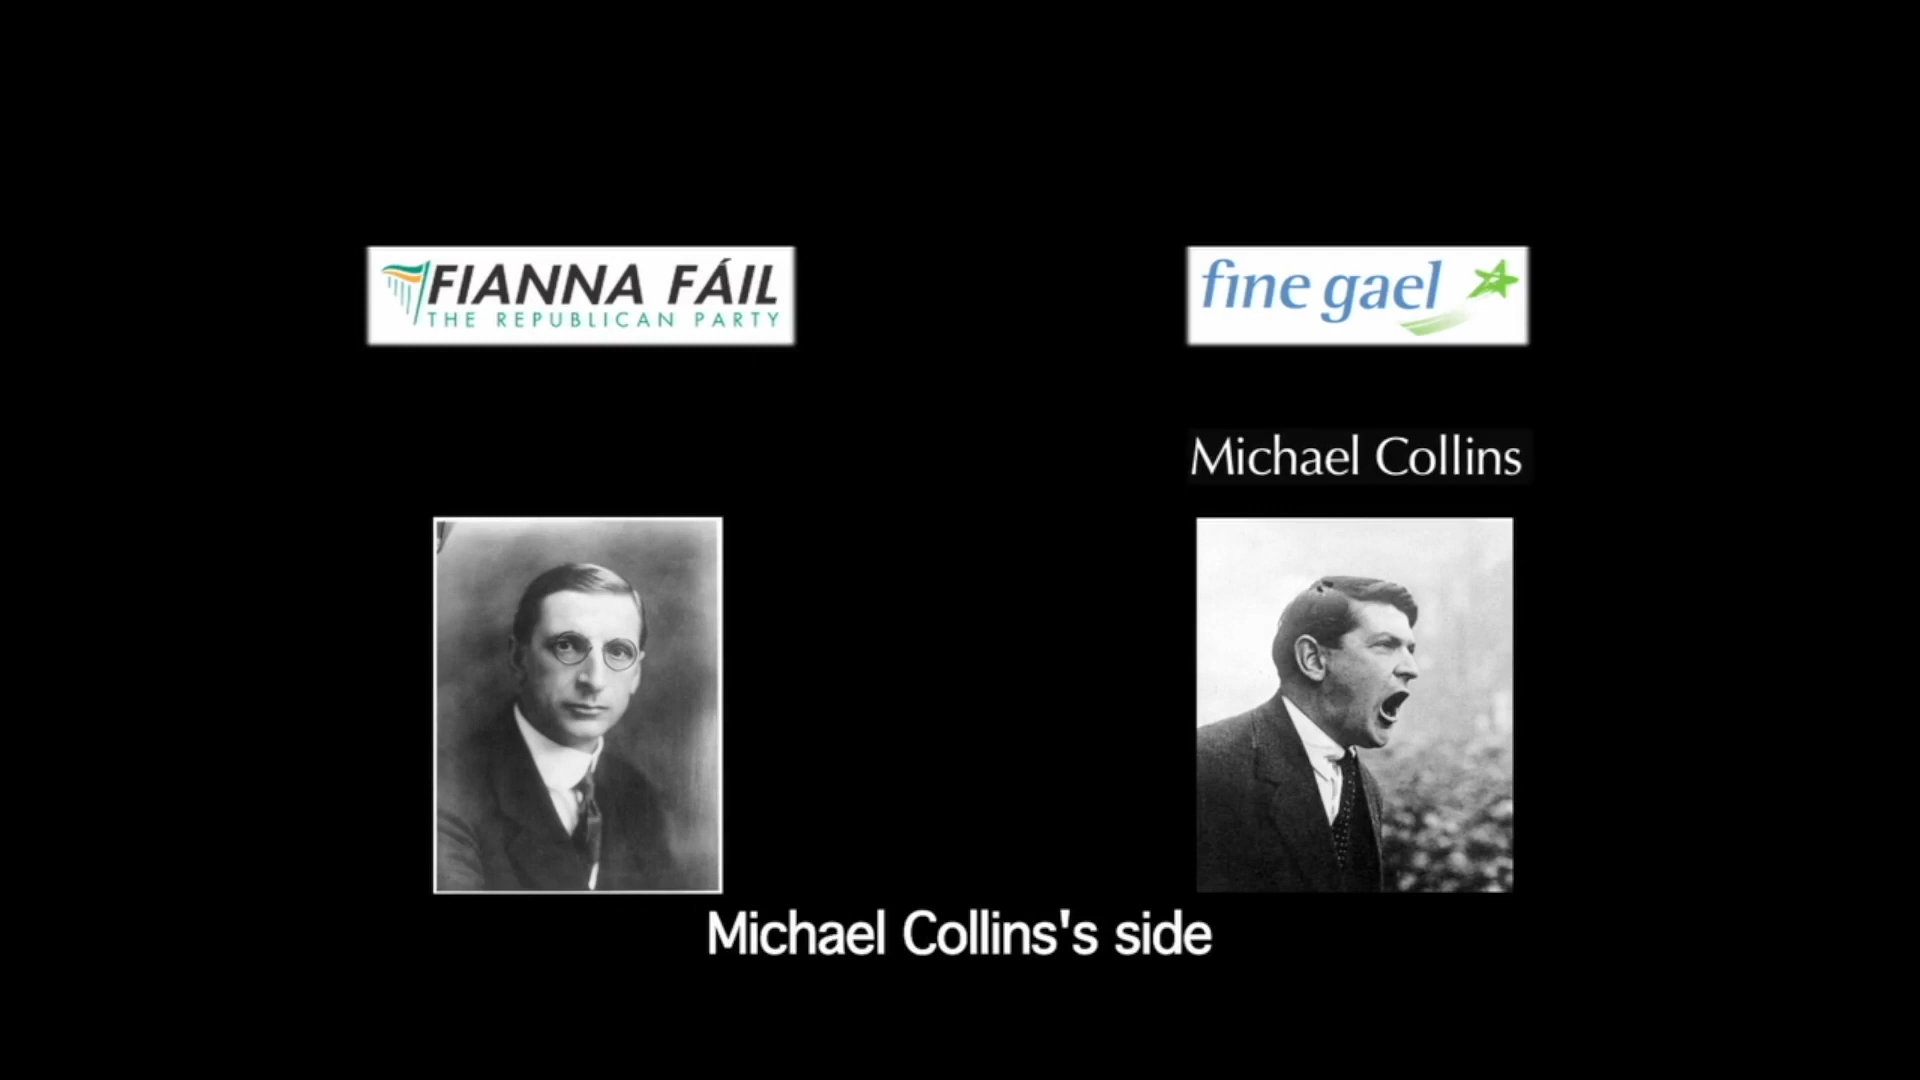 FIANNA FÁIL
THE REPUBLICAN PARTY
fine gael
Michael Collins
Michael Collins's side